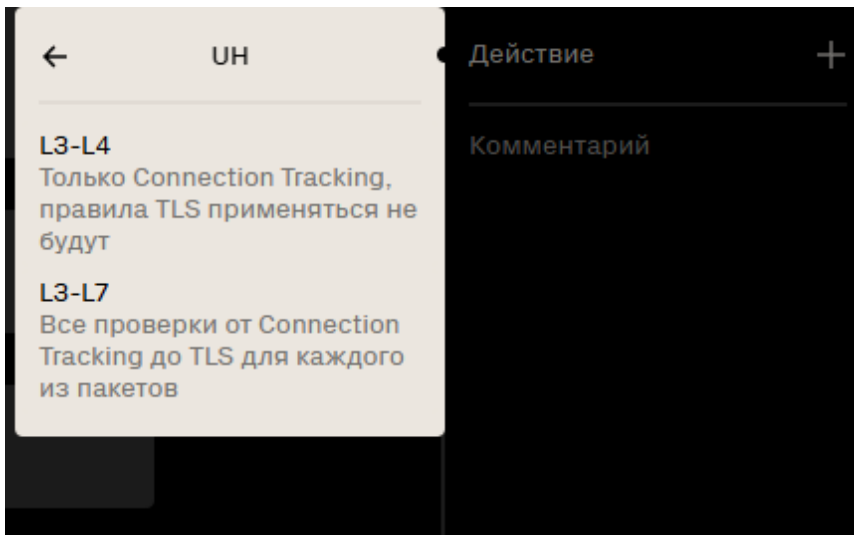 UH
L3-L4
Только Connection Tracking,
правила TLS применяться не
будут
L3-L7
Все проверки от Connection
Tracking до TLS для каждого
из пакетов
Действие
Комментарий